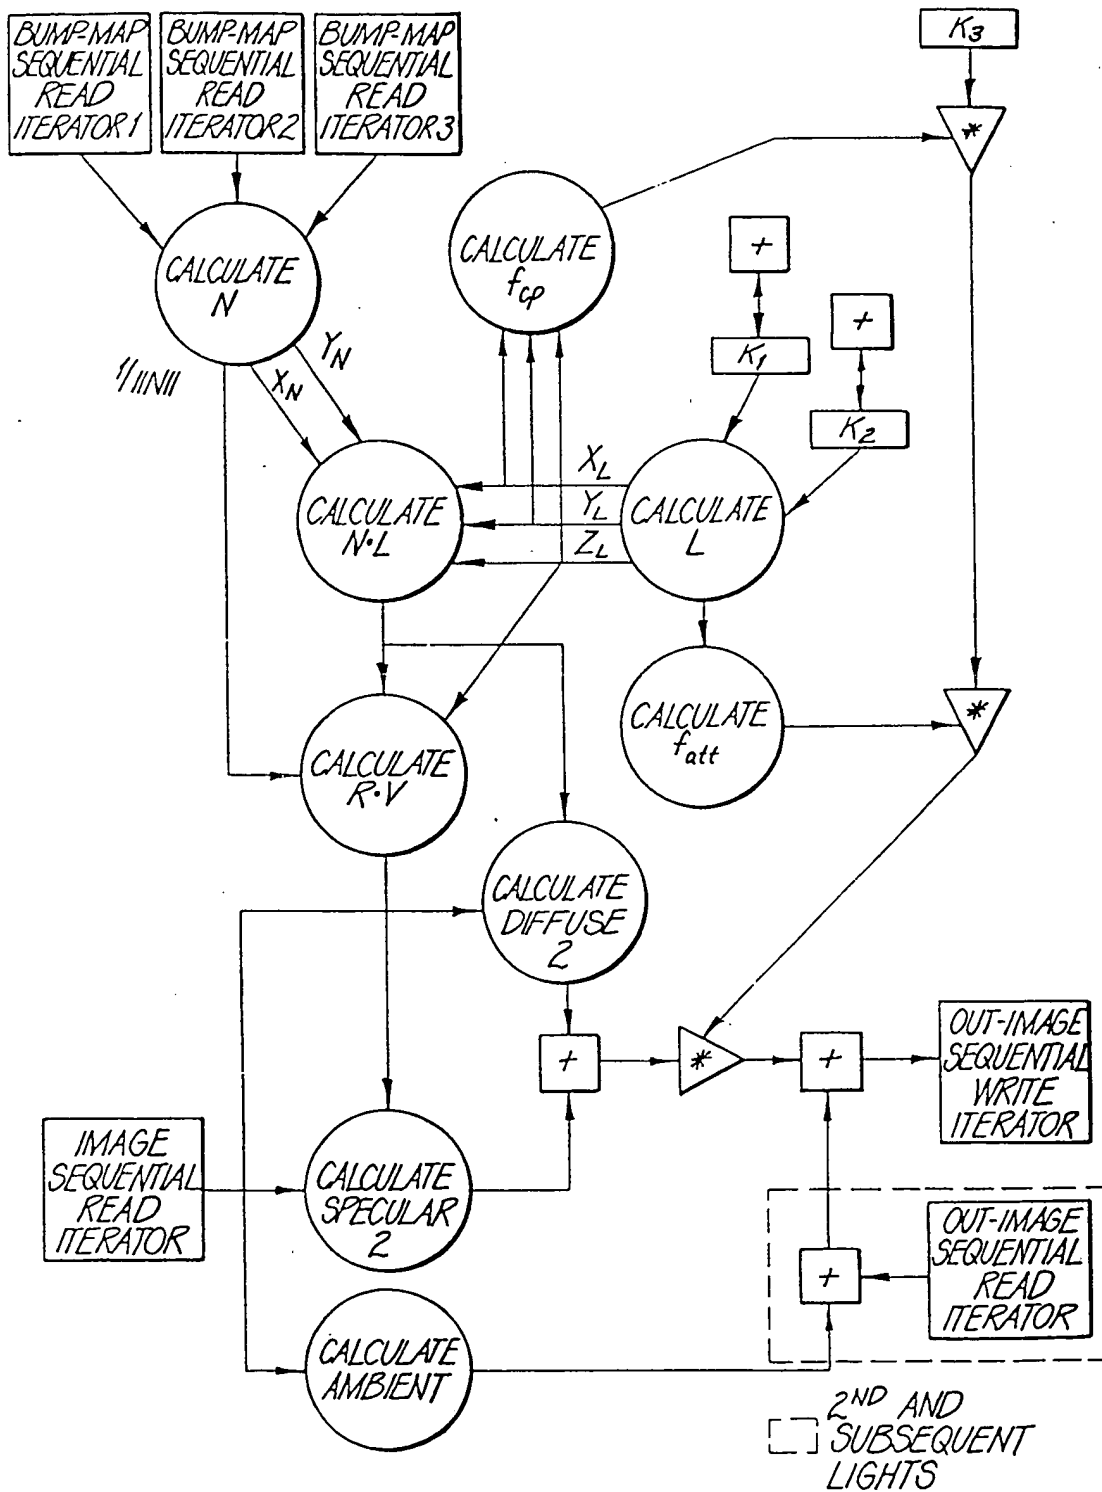 BUMP-MAP
SEQUENTIAL
READ
ITERATOR 1
BUMP-MAP
SEQUENTIAL
READ
ITERATOR 2
BUMP-MAP
SEQUENTIAL
READ
ITERATOR 3
K3
*
CALCULATE
N
CALCULATE
fcp
+
+
K1
K2
1/||N||
XN
YN
CALCULATE
N·L
XL
YL
ZL
CALCULATE
L
CALCULATE
R·V
CALCULATE
fatt
*
CALCULATE
DIFFUSE
2
+
*
+
OUT-IMAGE
SEQUENTIAL
WRITE
ITERATOR
IMAGE
SEQUENTIAL
READ
ITERATOR
CALCULATE
SPECULAR
2
+
OUT-IMAGE
SEQUENTIAL
READ
ITERATOR
CALCULATE
AMBIENT
2ND AND
SUBSEQUENT
LIGHTS